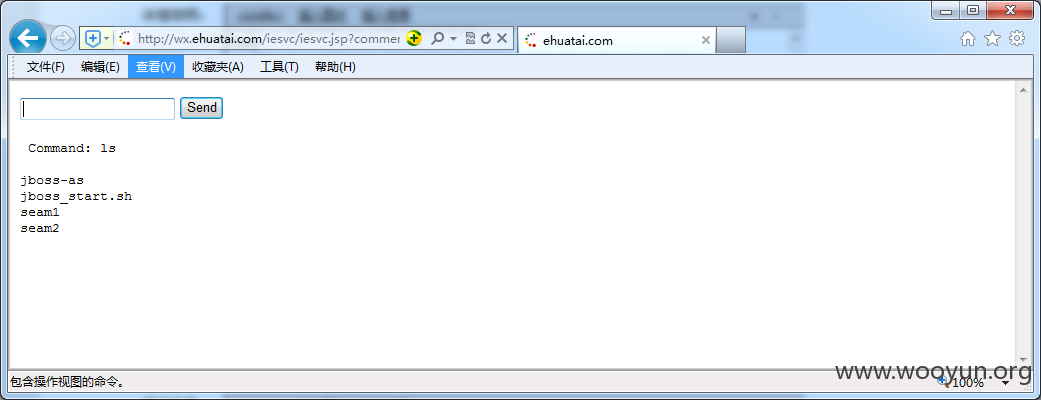 http://wx.ehuatai.com/iesvc/iesvc.jsp?commer
ehuatai.com
文件(F) 编辑(E) 查看(V) 收藏夹(A) 工具(T) 帮助(H)
Send
Command: ls
jboss-as
jboss_start.sh
seam1
seam2
包含操作视图的命令。
100%
www.wooyun.org